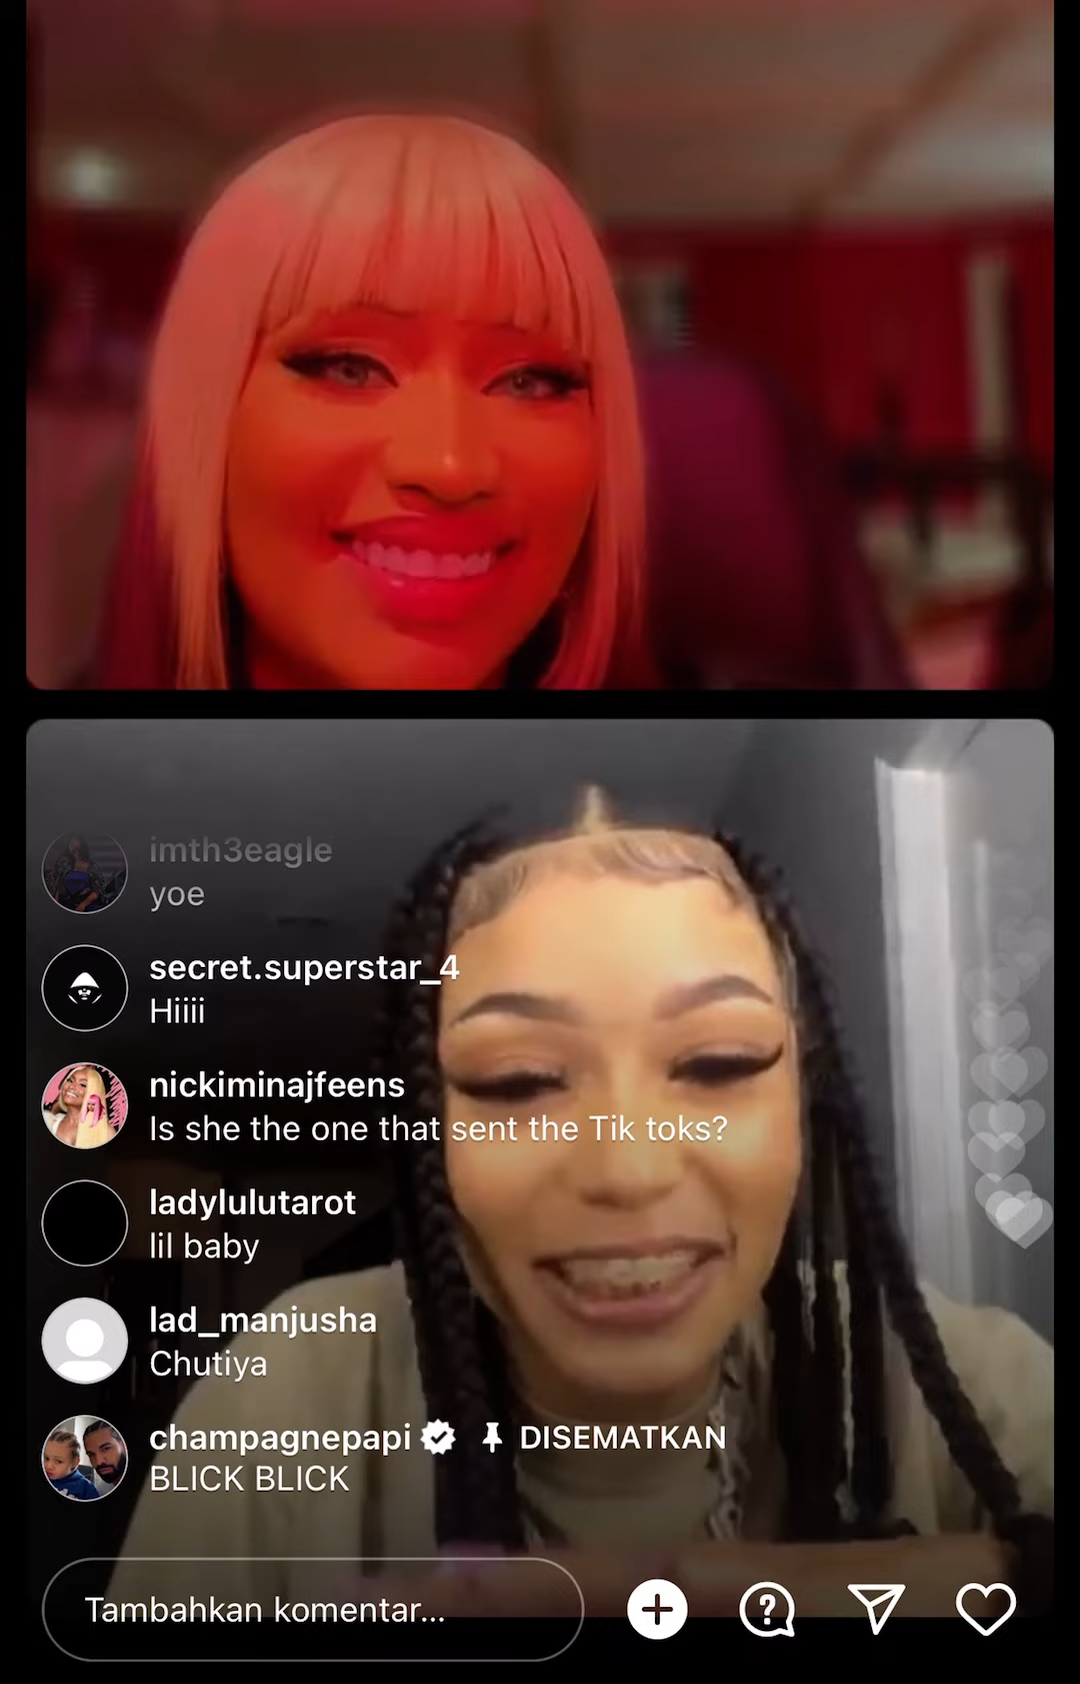 imth3eagle
yoe
secret.superstar_4
Hiiii
nickiminajfeens
Is she the one that sent the Tik toks?
ladylulutarot
lil baby
lad_manjusha
Chutiya
champagnepapi DISEMATKAN
BLICK BLICK
Tambahkan komentar...